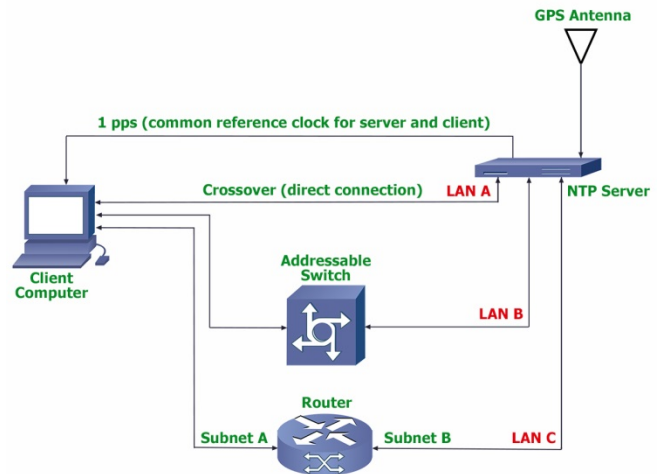 GPS Antenna
1 pps (common reference clock for server and client)
Crossover (direct connection)
LAN A
NTP Server
Client
Computer
Addressable
Switch
LAN B
Router
Subnet A
Subnet B
LAN C